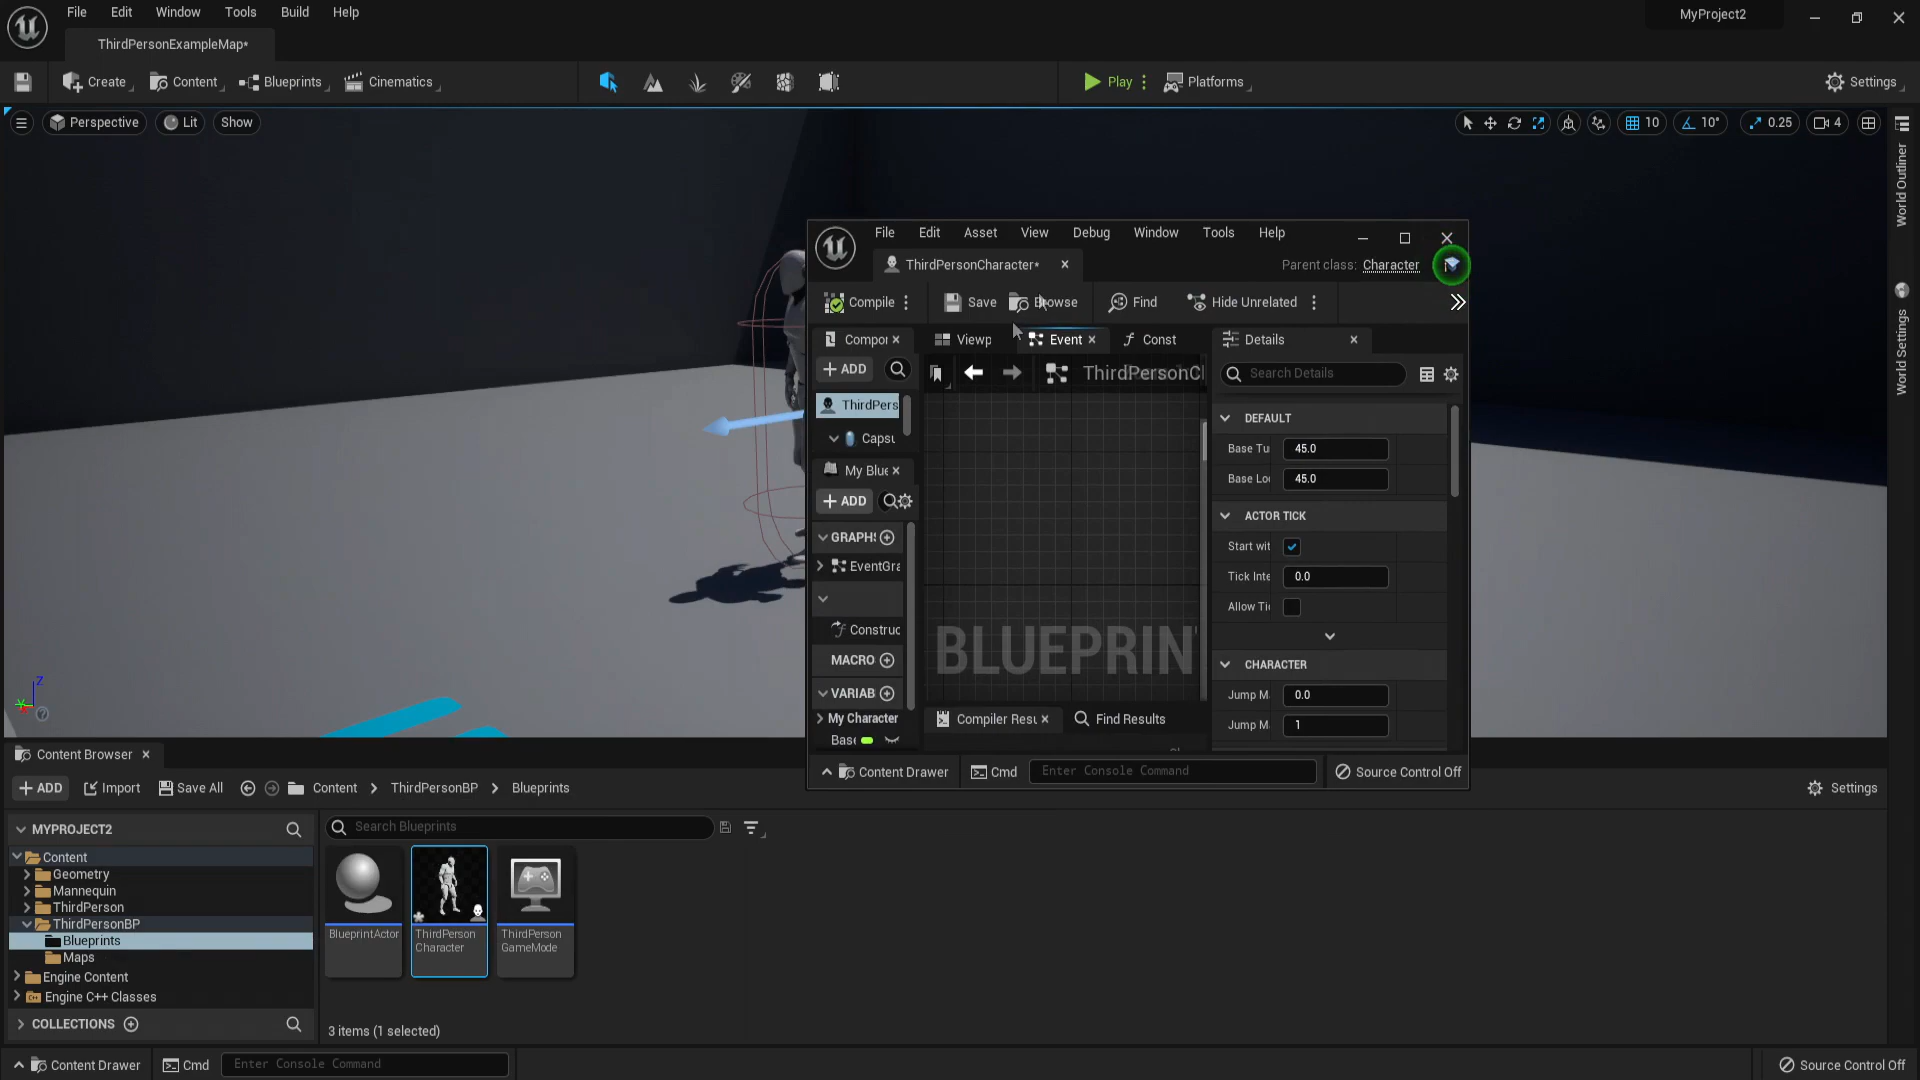 File Edit Window Tools Build Help
MyProject2
ThirdPersonExampleMap*
Create Content Blueprints Cinematics Play Platforms Settings
Perspective Lit Show
10 10° 0.25 4
World Outliner
World Settings
File Edit Asset View Debug Window Tools Help
ThirdPersonCharacter*
Parent class: Character
Compile Save Browse Find Hide Unrelated
Compor Viewp Event Const Details
+ ADD
ThirdPersonCl
Search Details
ThirdPers
Capsu
My Blue
+ ADD
GRAPHS
EventGra
Construc
MACRO
VARIAB
My Character
Base
BLUEPRINT
DEFAULT
Base Tu 45.0
Base Lo 45.0
ACTOR TICK
Start wit
Tick Inte 0.0
Allow Tic
CHARACTER
Jump M 0.0
Jump M 1
Compiler Resu Find Results
Content Drawer Cmd Enter Console Command Source Control Off
Z
Content Browser
+ ADD Import Save All Content ThirdPersonBP Blueprints Settings
MYPROJECT2
Search Blueprints
Content
Geometry
Mannequin
ThirdPerson
ThirdPersonBP
Blueprints
Maps
Engine Content
Engine C++ Classes
COLLECTIONS
BlueprintActor
ThirdPerson
Character
ThirdPerson
GameMode
3 items (1 selected)
Content Drawer Cmd Enter Console Command Source Control Off